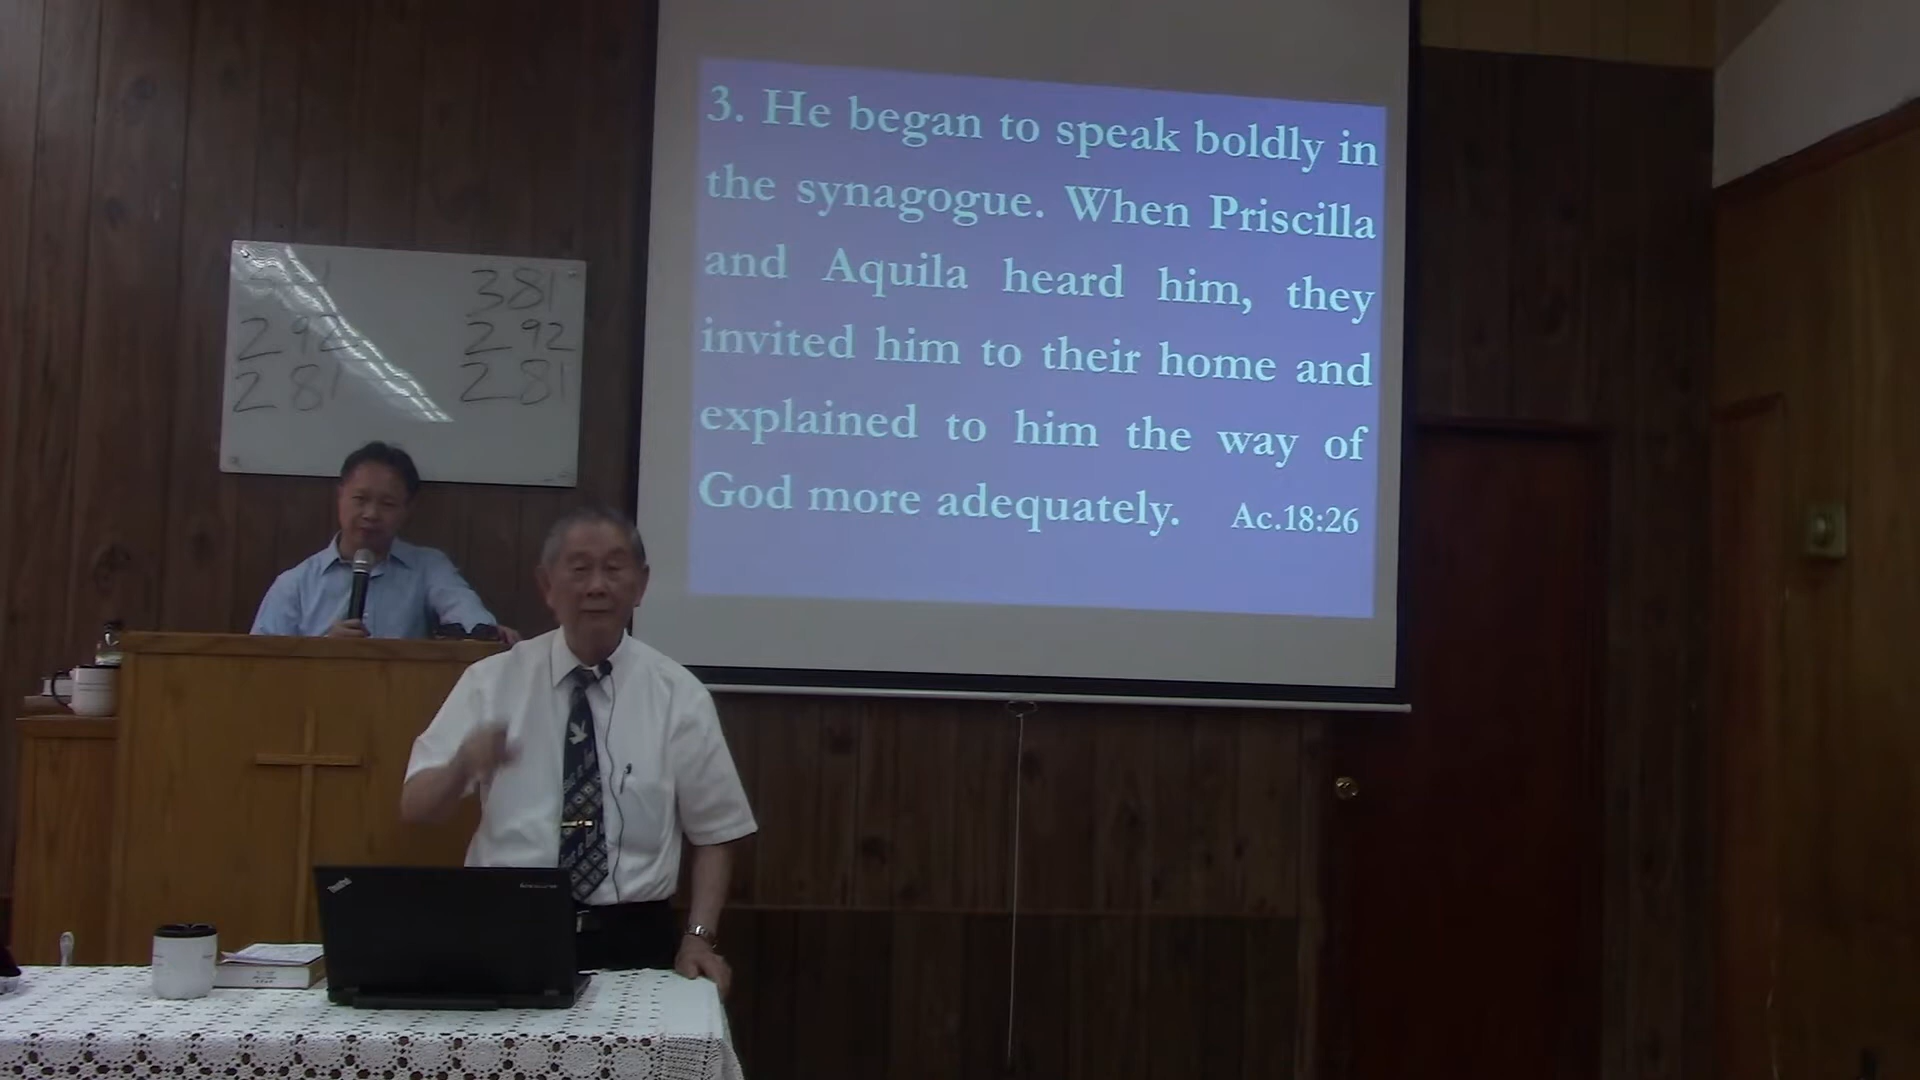 3. He began to speak boldly in
the synagogue. When Priscilla
and Aquila heard him, they
invited him to their home and
explained to him the way of
God more adequately. Ac.18:26
381
292 292
281 281
ThinkPad